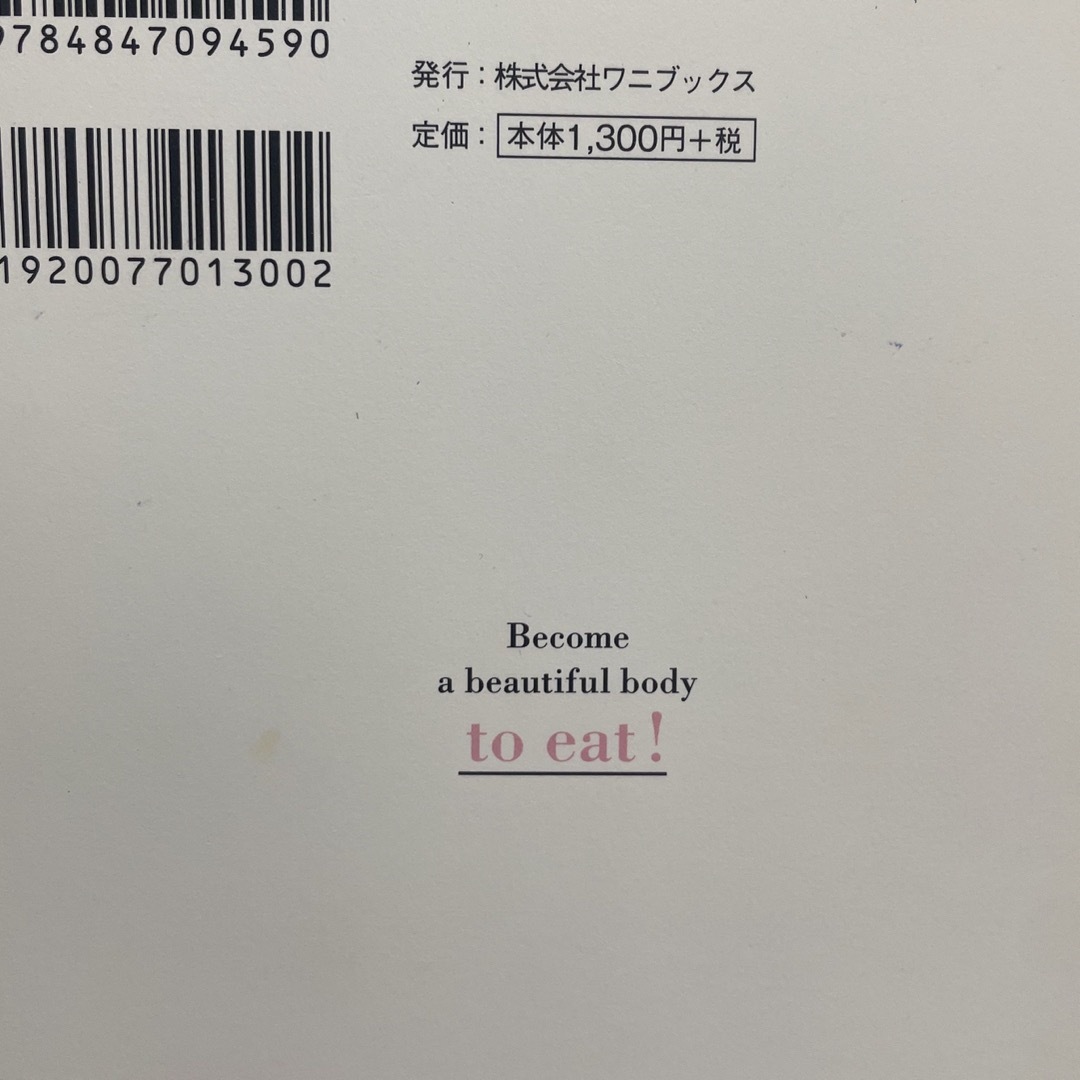 9784847094590
発行：株式会社ワニブックス
定価：本体1,300円＋税
1920077013002
Become
a beautiful body
to eat!